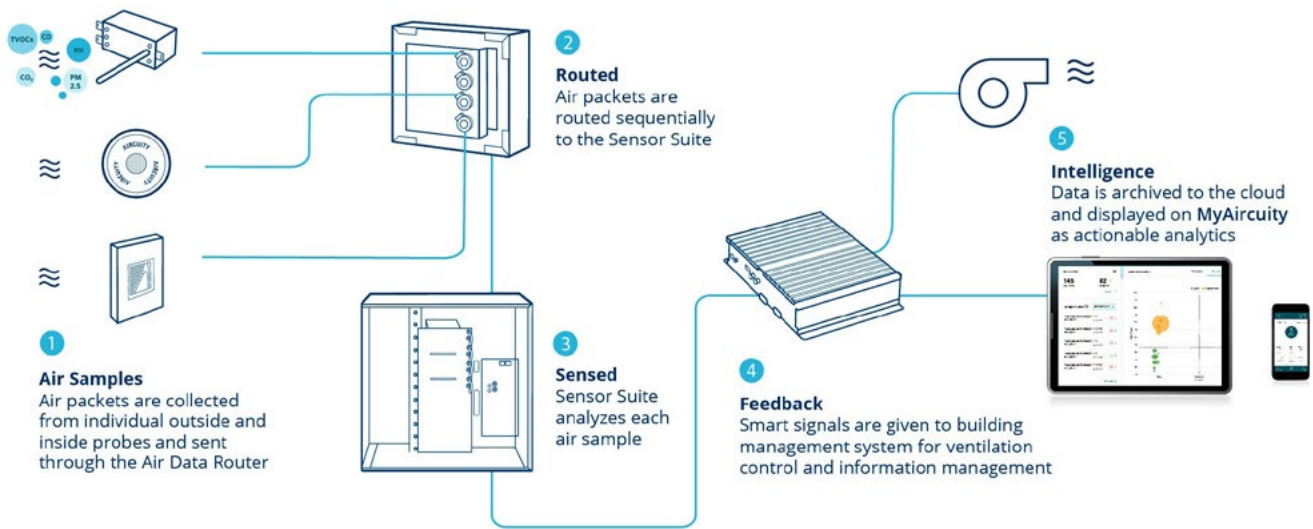 TVOCs
CO
RH
CO₂
PM
2.5
AIRCUITY
AIRCUITY
AIRCUITY
1
Air Samples
Air packets are collected
from individual outside and
inside probes and sent
through the Air Data Router
2
Routed
Air packets are
routed sequentially
to the Sensor Suite
3
Sensed
Sensor Suite
analyzes each
air sample
4
Feedback
Smart signals are given to building
management system for ventilation
control and information management
5
Intelligence
Data is archived to the cloud
and displayed on MyAircuity
as actionable analytics
145
82